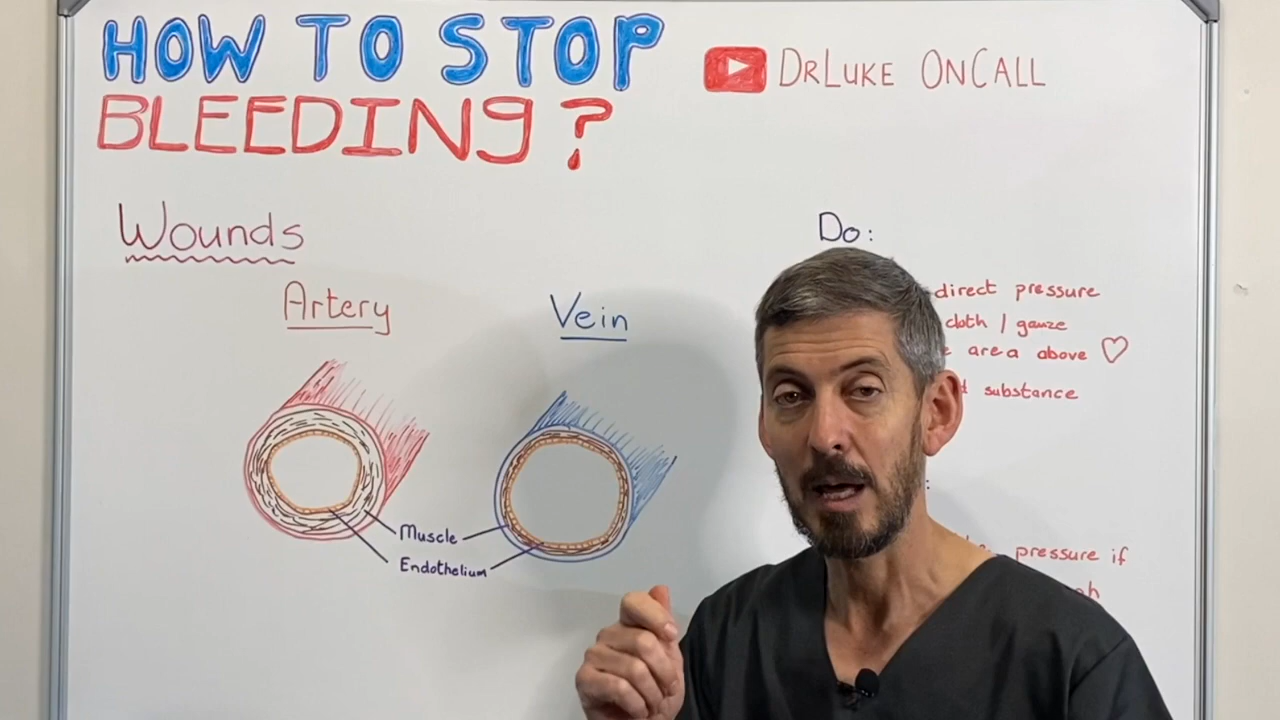 HOW TO STOP
BLEEDING?
DRLUKE ONCALL
Wounds
Artery
Vein
Muscle
Endothelium
Do:
direct pressure
cloth / gauze
area above ♡
substance
:
pressure if